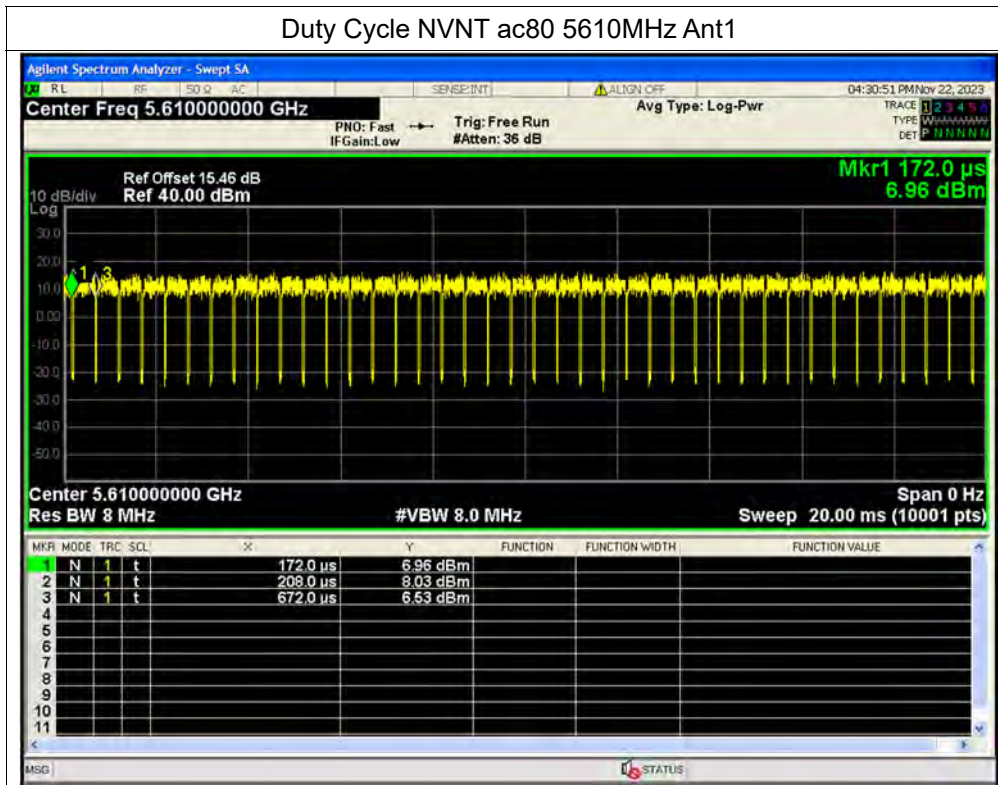 Duty Cycle NVNT ac80 5610MHz Ant1
Agilent Spectrum Analyzer - Swept SA
RL RF 50 Ω AC SENSE:INT ALIGN OFF 04:30:51 PM Nov 22, 2023
Center Freq 5.610000000 GHz Avg Type: Log-Pwr TRACE 1 2 3 4 5 6
PNO: Fast Trig: Free Run TYPE W
IFGain:Low #Atten: 36 dB DET P N N N N N
Mkr1 172.0 µs
Ref Offset 15.46 dB
10 dB/div Ref 40.00 dBm 6.96 dBm
Log
30.0
20.0
1 3
10.0
0.00
-10.0
-20.0
-30.0
-40.0
-50.0
Center 5.610000000 GHz Span 0 Hz
Res BW 8 MHz #VBW 8.0 MHz Sweep 20.00 ms (10001 pts)
MKR MODE TRC SCL X Y FUNCTION FUNCTION WIDTH FUNCTION VALUE
1 N 1 t 172.0 µs 6.96 dBm
2 N 1 t 208.0 µs 8.03 dBm
3 N 1 t 672.0 µs 6.53 dBm
4
5
6
7
8
9
10
11
MSG STATUS